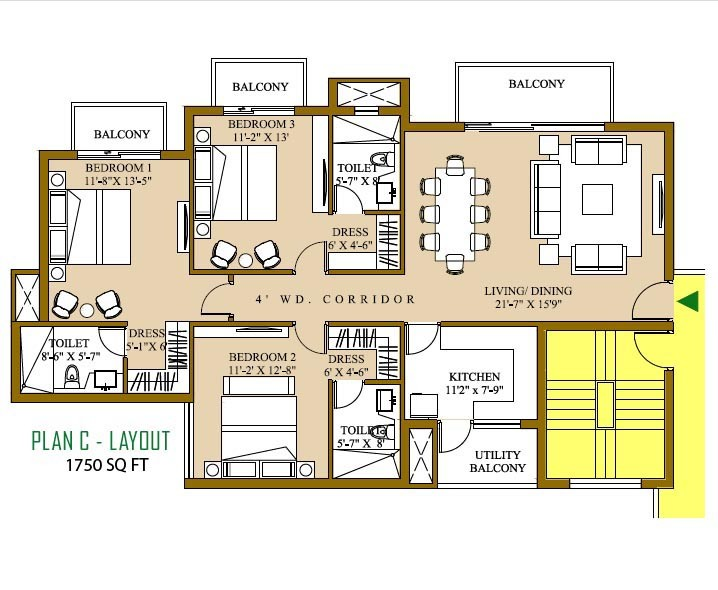 BALCONY
BALCONY
BALCONY
BEDROOM 3
11'-2" X 13'
BEDROOM 1
11'-8"X 13'-5"
TOILET
5'-7" X 8'
DRESS
6' X 4'-6"
LIVING/ DINING
21'-7" X 15'9"
4' WD. CORRIDOR
TOILET
8'-6" X 5'-7"
DRESS
5'-1"X 6'
BEDROOM 2
11'-2' X 12'-8"
DRESS
6' X 4'-6"
KITCHEN
11'2" x 7'-9"
TOILET
5'-7" X 8'
UTILITY
BALCONY
PLAN C - LAYOUT
1750 SQ FT